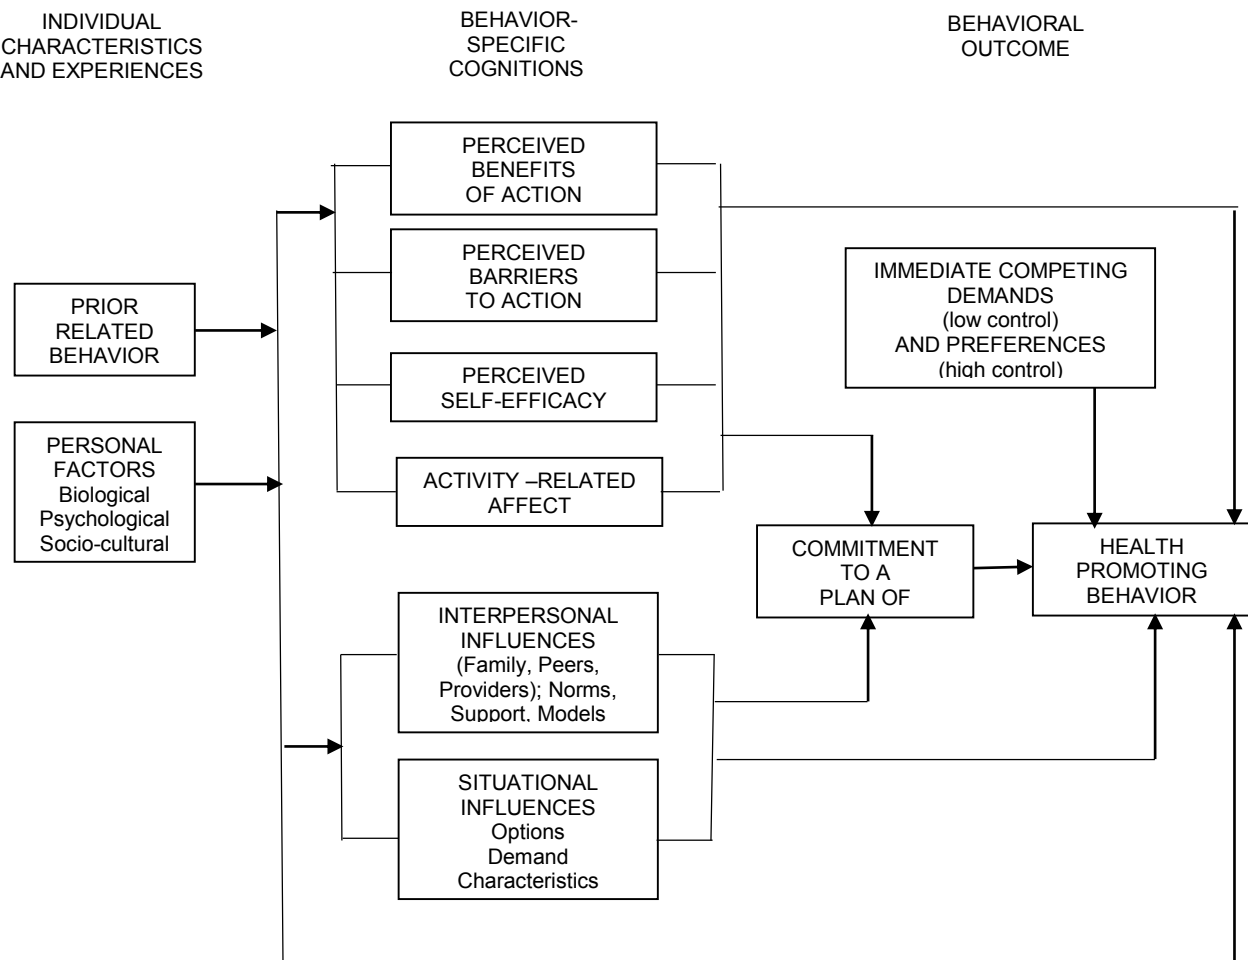 INDIVIDUAL
CHARACTERISTICS
AND EXPERIENCES
BEHAVIOR-
SPECIFIC
COGNITIONS
BEHAVIORAL
OUTCOME
PERCEIVED
BENEFITS
OF ACTION
PERCEIVED
BARRIERS
TO ACTION
IMMEDIATE COMPETING
DEMANDS
(low control)
AND PREFERENCES
(high control)
PRIOR
RELATED
BEHAVIOR
PERCEIVED
SELF-EFFICACY
PERSONAL
FACTORS
Biological
Psychological
Socio-cultural
ACTIVITY –RELATED
AFFECT
COMMITMENT
TO A
PLAN OF
HEALTH
PROMOTING
BEHAVIOR
INTERPERSONAL
INFLUENCES
(Family, Peers,
Providers); Norms,
Support, Models
SITUATIONAL
INFLUENCES
Options
Demand
Characteristics